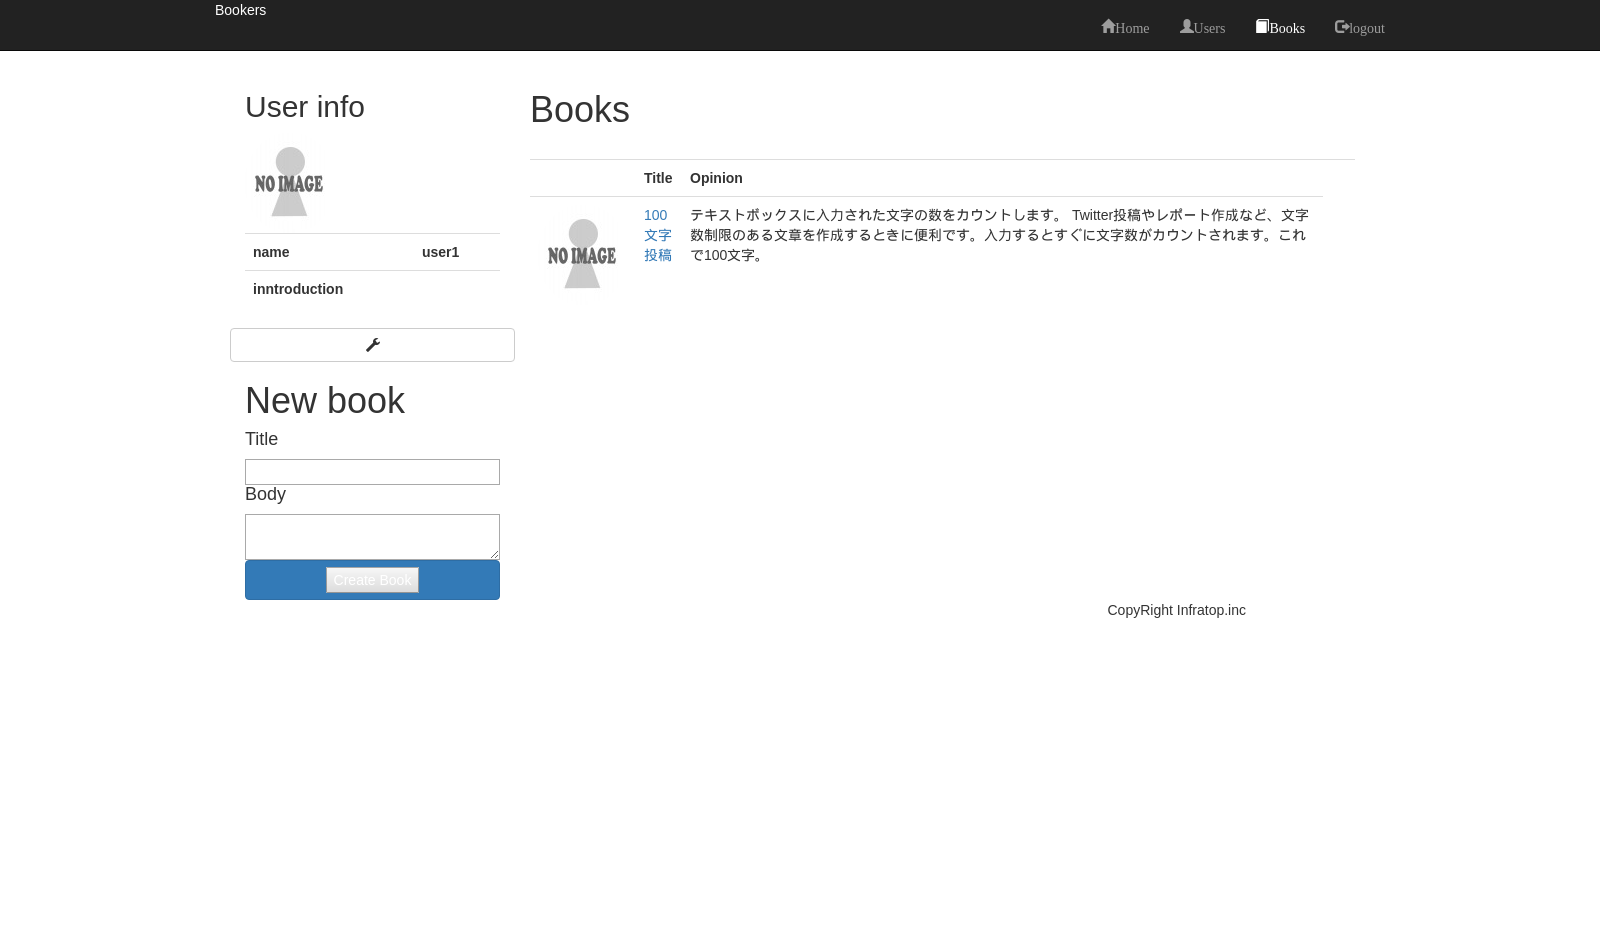 Bookers
Home Users Books logout
User info
NO IMAGE
name user1
inntroduction
New book
Title
Body
Create Book
Books
Title Opinion
NO IMAGE
100
文字
投稿
テキストボックスに入力された文字の数をカウントします。 Twitter投稿やレポート作成など、文字
数制限のある文章を作成するときに便利です。入力するとすぐに文字数がカウントされます。これ
で100文字。
CopyRight Infratop.inc